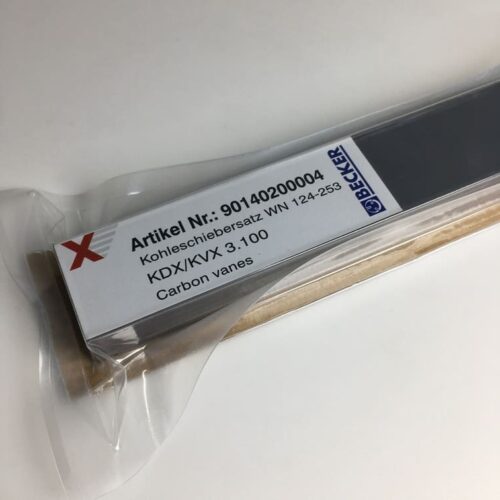 X
Artikel Nr.: 90140200004
Kohleschiebersatz WN 124-253
KDX/KVX 3.100
Carbon vanes
BECKER